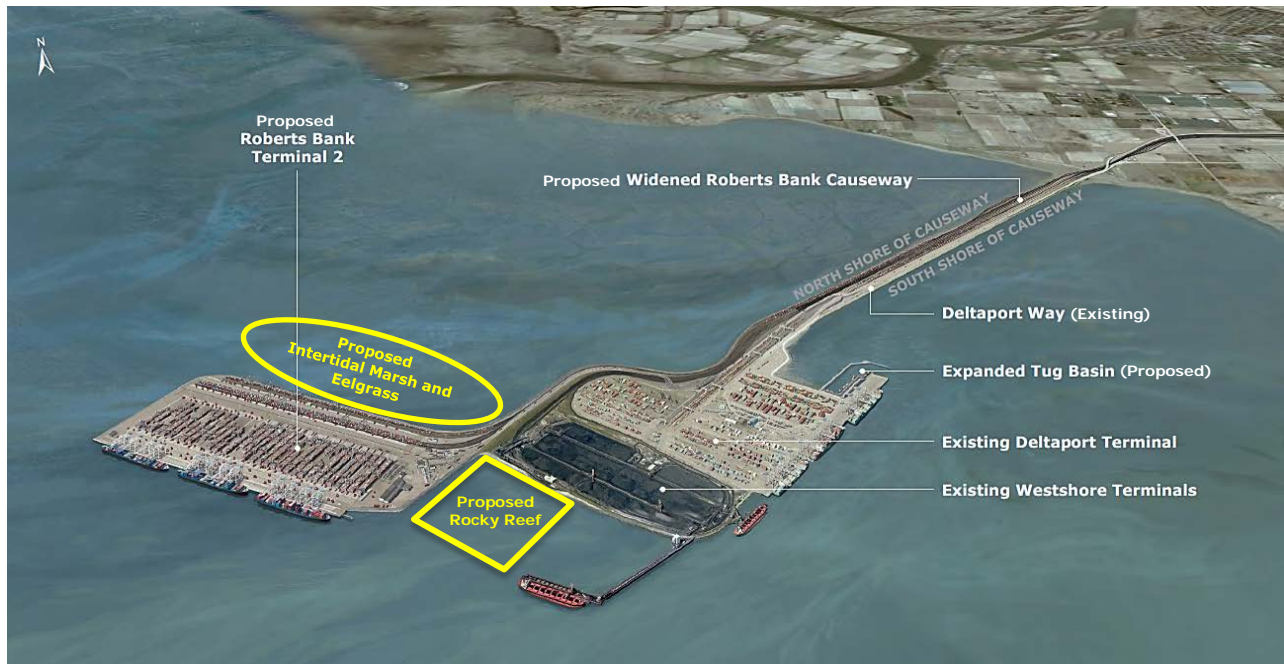 N
Proposed
Roberts Bank
Terminal 2
Proposed Widened Roberts Bank Causeway
NORTH SHORE OF CAUSEWAY
SOUTH SHORE OF CAUSEWAY
Deltaport Way (Existing)
Proposed
Intertidal Marsh and
Eelgrass
Expanded Tug Basin (Proposed)
Existing Deltaport Terminal
Existing Westshore Terminals
Proposed
Rocky Reef